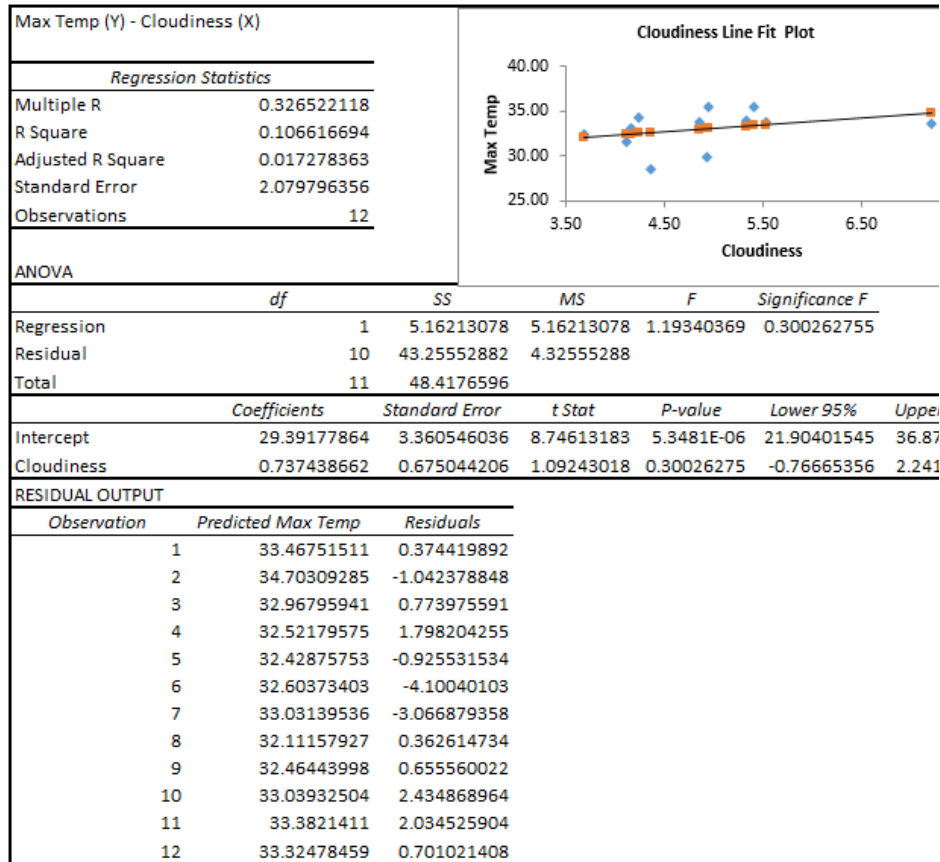 Max Temp (Y) - Cloudiness (X)
Cloudiness Line Fit Plot
40.00
35.00
30.00
25.00
Max Temp
3.50 4.50 5.50 6.50
Cloudiness
Regression Statistics
Multiple R 0.326522118
R Square 0.106616694
Adjusted R Square 0.017278363
Standard Error 2.079796356
Observations 12
ANOVA
df SS MS F Significance F
Regression 1 5.16213078 5.16213078 1.19340369 0.300262755
Residual 10 43.25552882 4.32555288
Total 11 48.4176596
Coefficients Standard Error t Stat P-value Lower 95% Upper
Intercept 29.39177864 3.360546036 8.74613183 5.3481E-06 21.90401545 36.87
Cloudiness 0.737438662 0.675044206 1.09243018 0.30026275 -0.76665356 2.241
RESIDUAL OUTPUT
Observation Predicted Max Temp Residuals
1 33.46751511 0.374419892
2 34.70309285 -1.042378848
3 32.96795941 0.773975591
4 32.52179575 1.798204255
5 32.42875753 -0.925531534
6 32.60373403 -4.10040103
7 33.03139536 -3.066879358
8 32.11157927 0.362614734
9 32.46443998 0.655560022
10 33.03932504 2.434868964
11 33.3821411 2.034525904
12 33.32478459 0.701021408